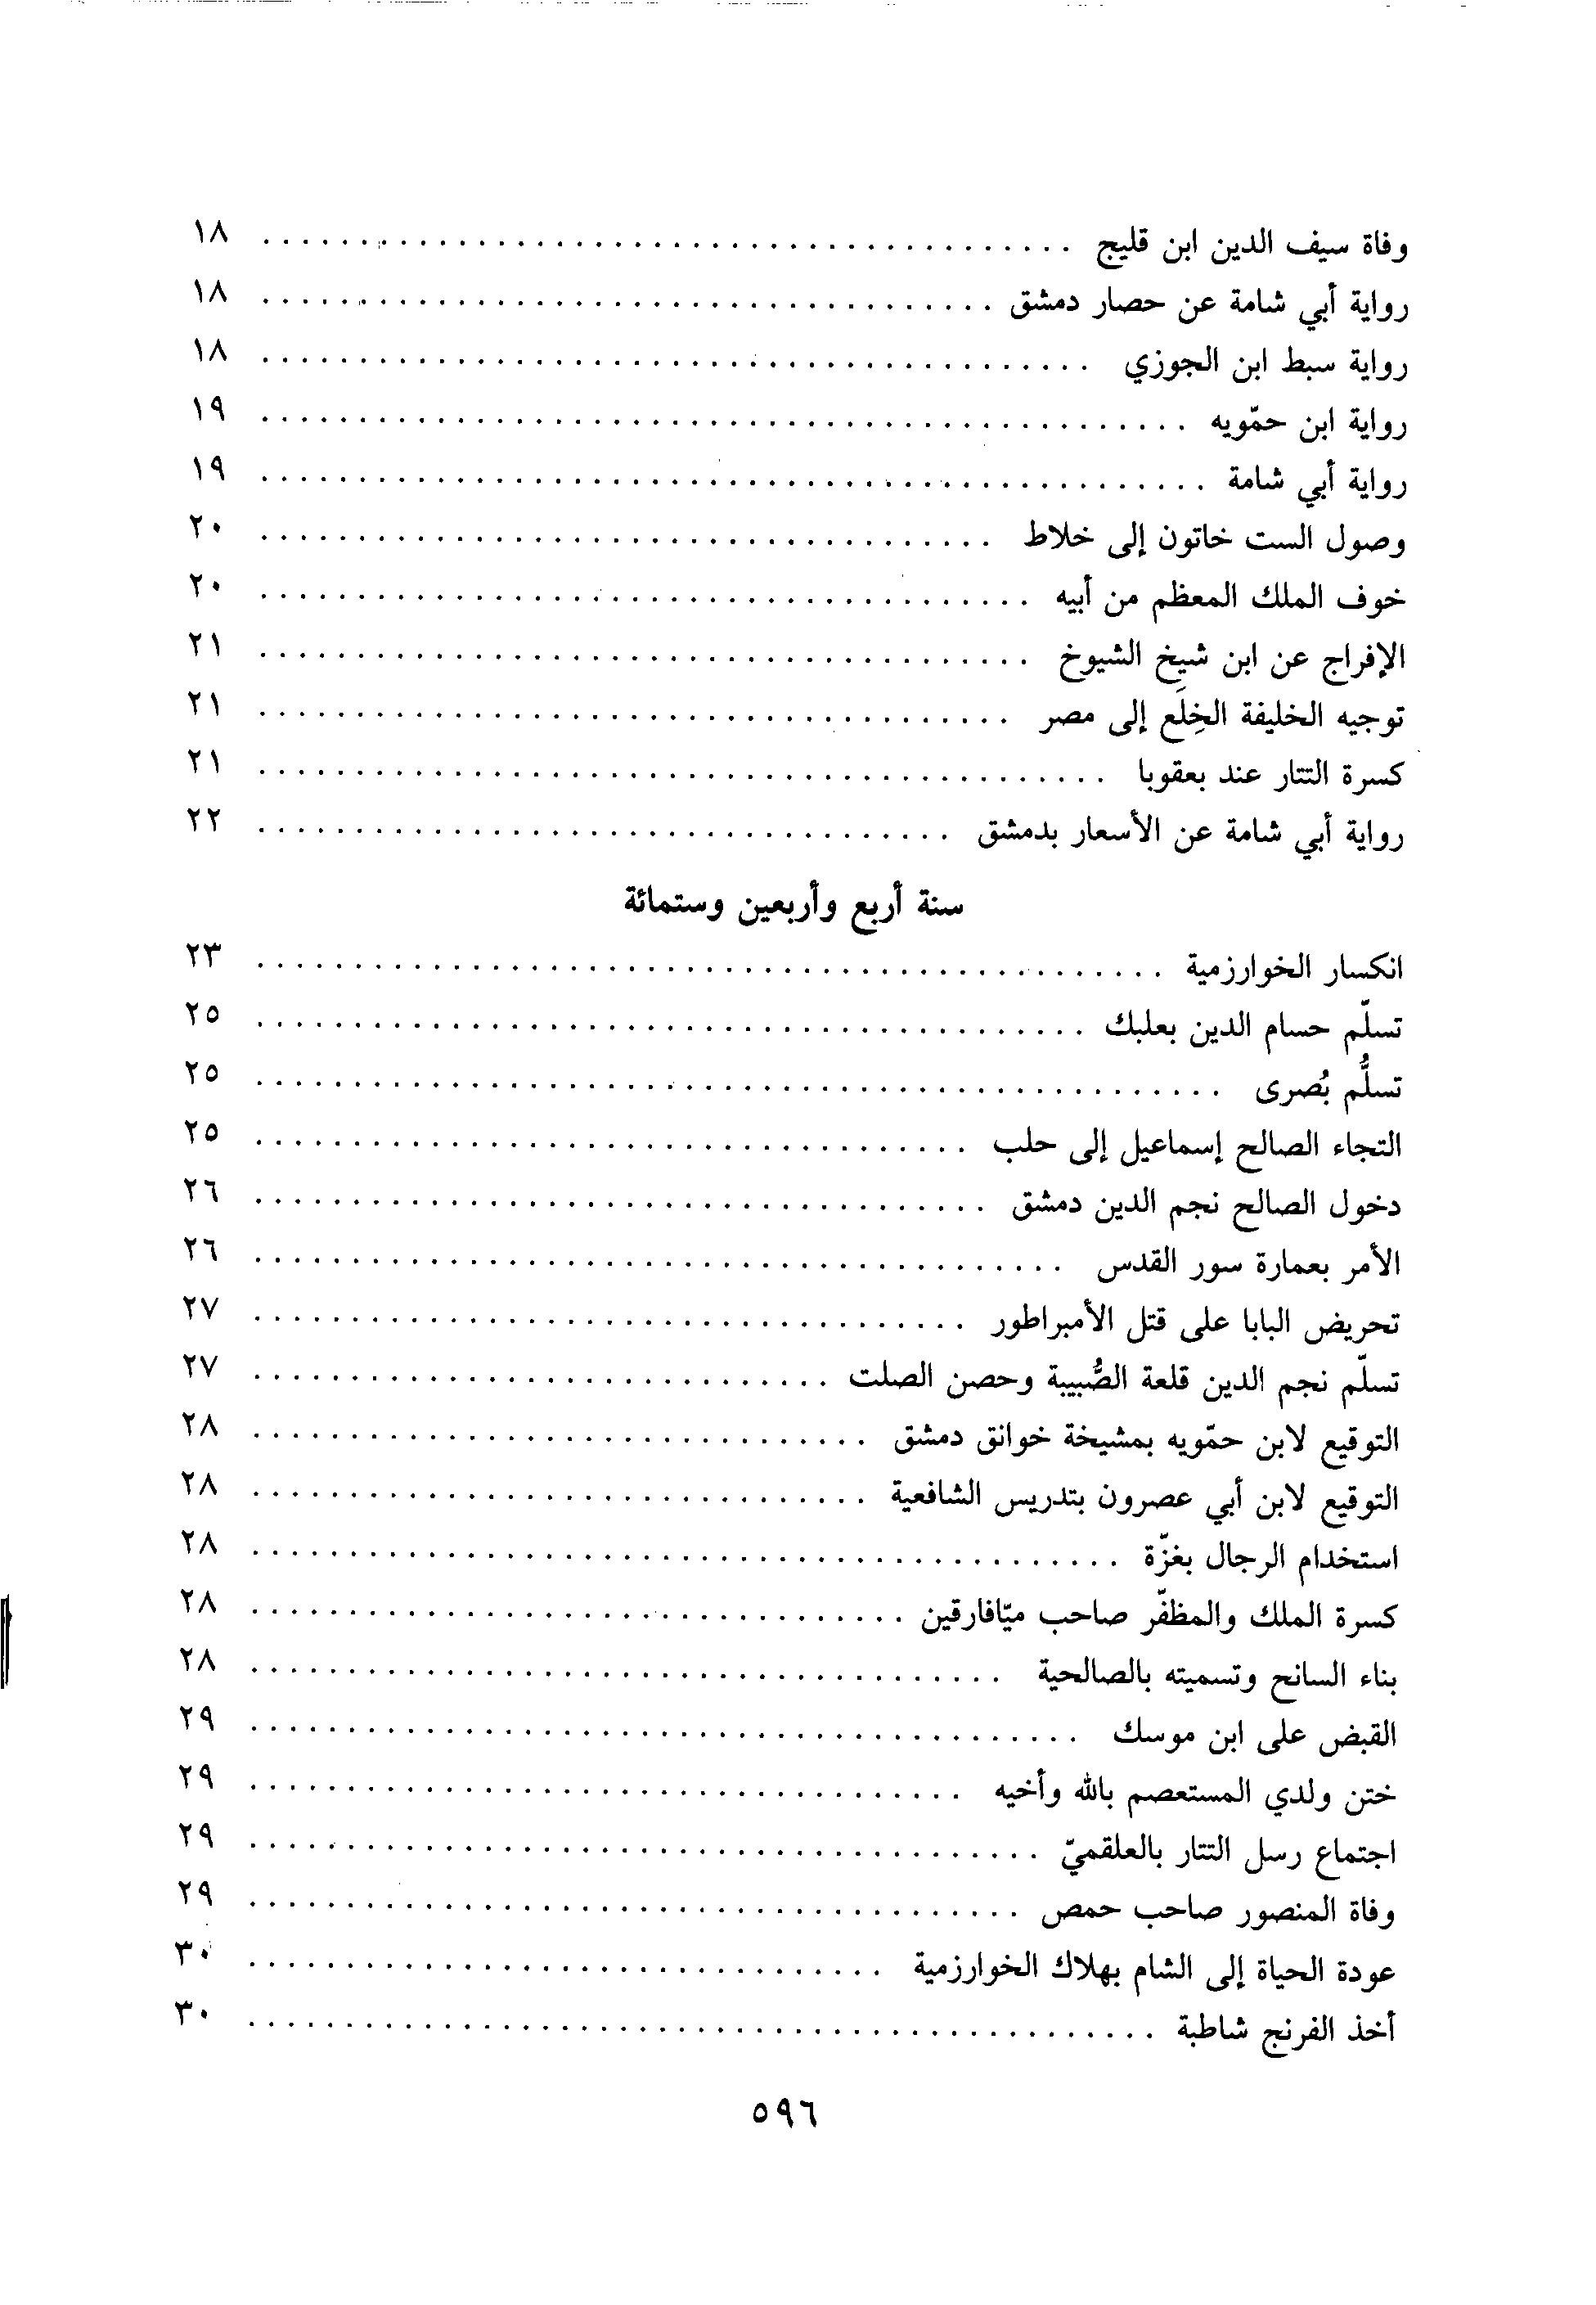 وفاة سيف الدين ابن قليج ........................................ ١٨
رواية أبي شامة عن حصار دمشق ........................................ ١٨
رواية سبط ابن الجوزي ........................................ ١٨
رواية ابن حمّويه ........................................ ١٩
رواية أبي شامة ........................................ ١٩
وصول الست خاتون إلى خلاط ........................................ ٢٠
خوف الملك المعظم من أبيه ........................................ ٢٠
الإفراج عن ابن شيخ الشيوخ ........................................ ٢١
توجيه الخليفة الخِلَع إلى مصر ........................................ ٢١
كسرة التتار عند بعقوبا ........................................ ٢١
رواية أبي شامة عن الأسعار بدمشق ........................................ ٢٢
سنة أربع وأربعين وستمائة
انكسار الخوارزمية ........................................ ٢٣
تسلّم حسام الدين بعلبك ........................................ ٢٥
تسلُّم بُصرى ........................................ ٢٥
التجاء الصالح إسماعيل إلى حلب ........................................ ٢٥
دخول الصالح نجم الدين دمشق ........................................ ٢٦
الأمر بعمارة سور القدس ........................................ ٢٦
تحريض البابا على قتل الأمبراطور ........................................ ٢٧
تسلّم نجم الدين قلعة الصُّبيبة وحصن الصلت ........................................ ٢٧
التوقيع لابن حمّويه بمشيخة خوانق دمشق ........................................ ٢٨
التوقيع لابن أبي عصرون بتدريس الشافعية ........................................ ٢٨
استخدام الرجال بغزّة ........................................ ٢٨
كسرة الملك والمظفّر صاحب ميّافارقين ........................................ ٢٨
بناء السانح وتسميته بالصالحية ........................................ ٢٨
القبض على ابن موسك ........................................ ٢٩
ختن ولدي المستعصم بالله وأخيه ........................................ ٢٩
اجتماع رسل التتار بالعلقميّ ........................................ ٢٩
وفاة المنصور صاحب حمص ........................................ ٢٩
عودة الحياة إلى الشام بهلاك الخوارزمية ........................................ ٣٠
أخذ الفرنج شاطبة ........................................ ٣٠
٥٩٦